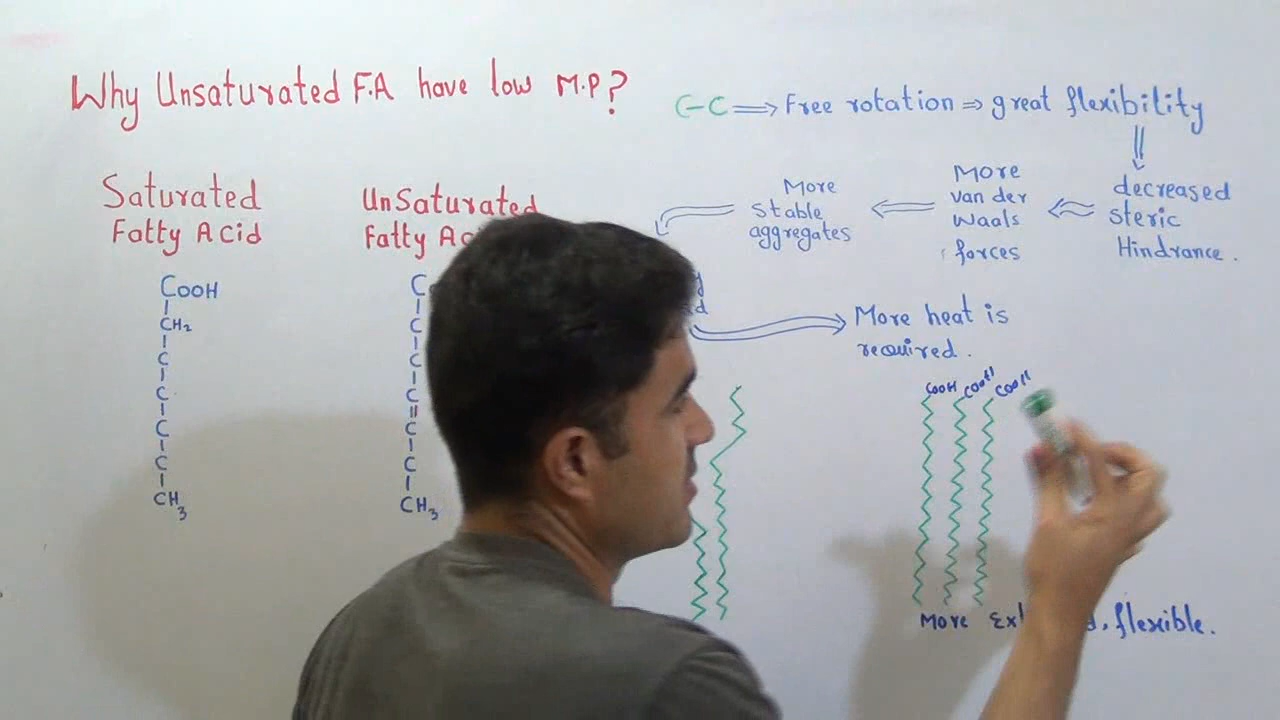 Why Unsaturated F.A have low M.P?
C-C ⇒ Free rotation ⇒ great flexibility
decreased
steric
Hindrance.
More
van der
Waals
forces
More
stable
aggregates
More heat is
required.
Saturated
Fatty Acid
COOH
CH2
C
C
C
C
CH3
UnSaturated
Fatty
C
C
C
C
C
C
CH3
COOH COOH COOH
More flexible.